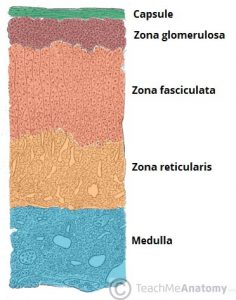 Capsule
Zona glomerulosa
Zona fasciculata
Zona reticularis
Medulla
© TeachMeAnatomy